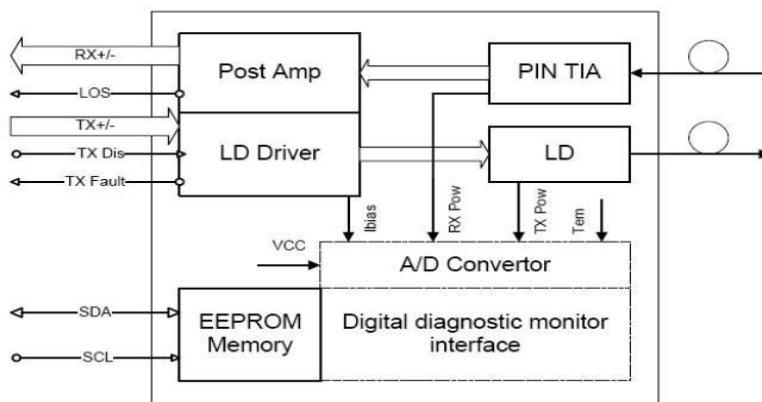 RX+/-
Post Amp
PIN TIA
LOS
TX+/-
TX Dis
LD Driver
LD
TX Fault
Ibias
RX Pow
TX Pow
Tem
VCC
A/D Convertor
SDA
EEPROM
Memory
Digital diagnostic monitor
interface
SCL